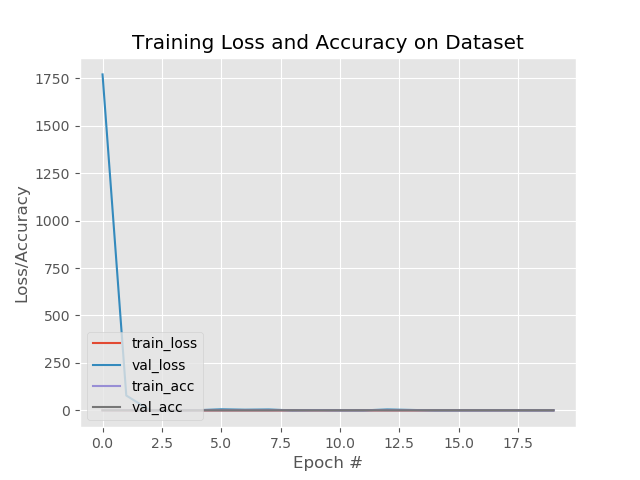 Training Loss and Accuracy on Dataset
1750
1500
1250
1000
750
500
250
0
Loss/Accuracy
train_loss
val_loss
train_acc
val_acc
0.0 2.5 5.0 7.5 10.0 12.5 15.0 17.5
Epoch #